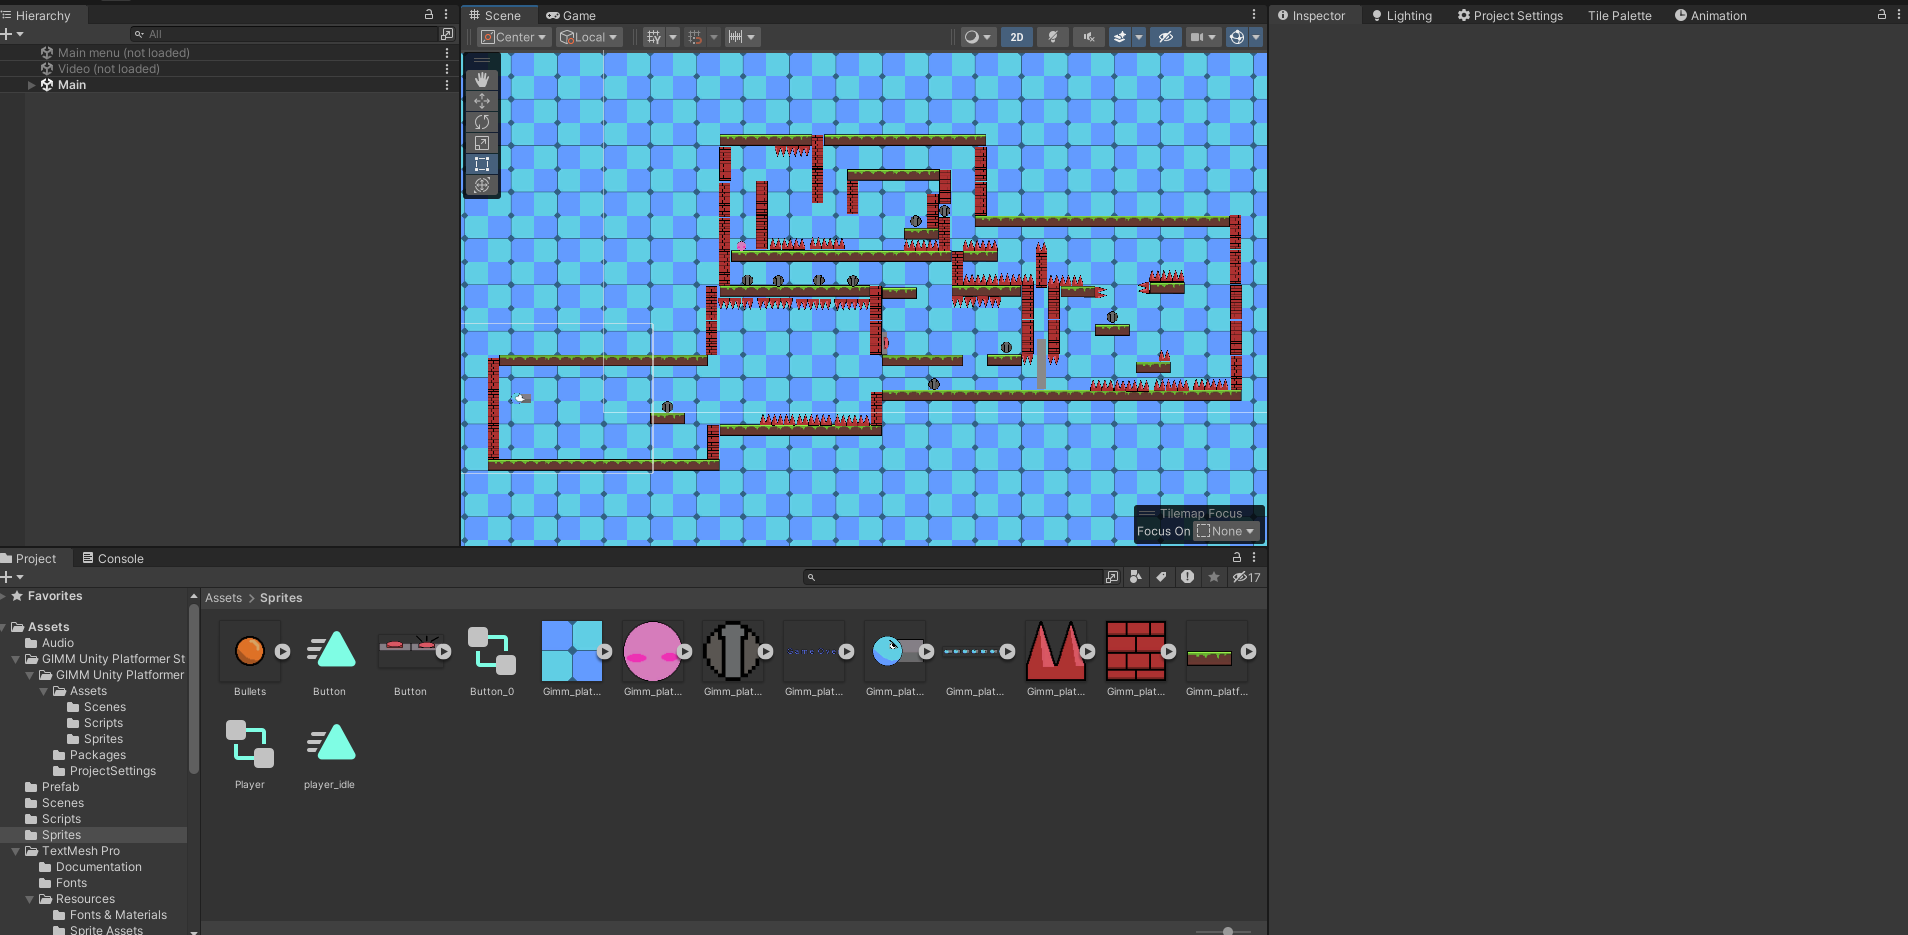 Hierarchy
All
Main menu (not loaded)
Video (not loaded)
Main
Scene
Game
Center
Local
2D
Tilemap Focus
Focus On
None
Inspector
Lighting
Project Settings
Tile Palette
Animation
Project
Console
17
Favorites
Assets
Audio
GIMM Unity Platformer St
GIMM Unity Platformer
Assets
Scenes
Scripts
Sprites
Packages
ProjectSettings
Prefab
Scenes
Scripts
Sprites
TextMesh Pro
Documentation
Fonts
Resources
Fonts & Materials
Sprite Assets
Assets > Sprites
Bullets
Button
Button
Button_0
Gimm_plat...
Gimm_plat...
Gimm_plat...
Gimm_plat...
Gimm_plat...
Gimm_plat...
Gimm_plat...
Gimm_plat...
Gimm_platf...
Player
player_idle